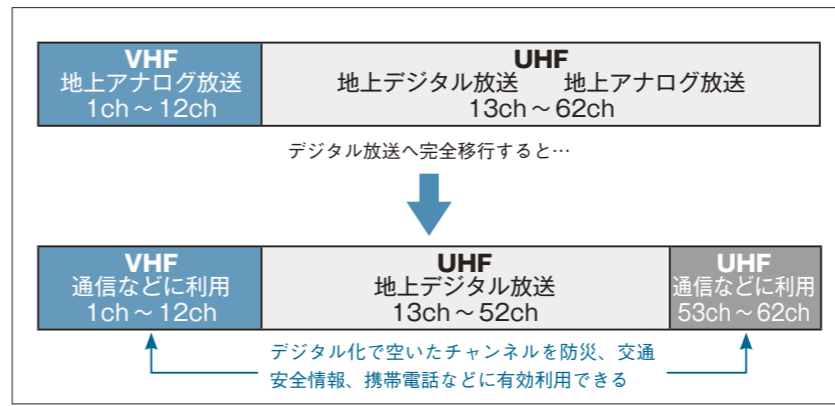 VHF
地上アナログ放送
1ch～12ch
UHF
地上デジタル放送　地上アナログ放送
13ch～62ch
デジタル放送へ完全移行すると…
VHF
通信などに利用
1ch～12ch
UHF
地上デジタル放送
13ch～52ch
UHF
通信などに利用
53ch～62ch
デジタル化で空いたチャンネルを防災、交通
安全情報、携帯電話などに有効利用できる